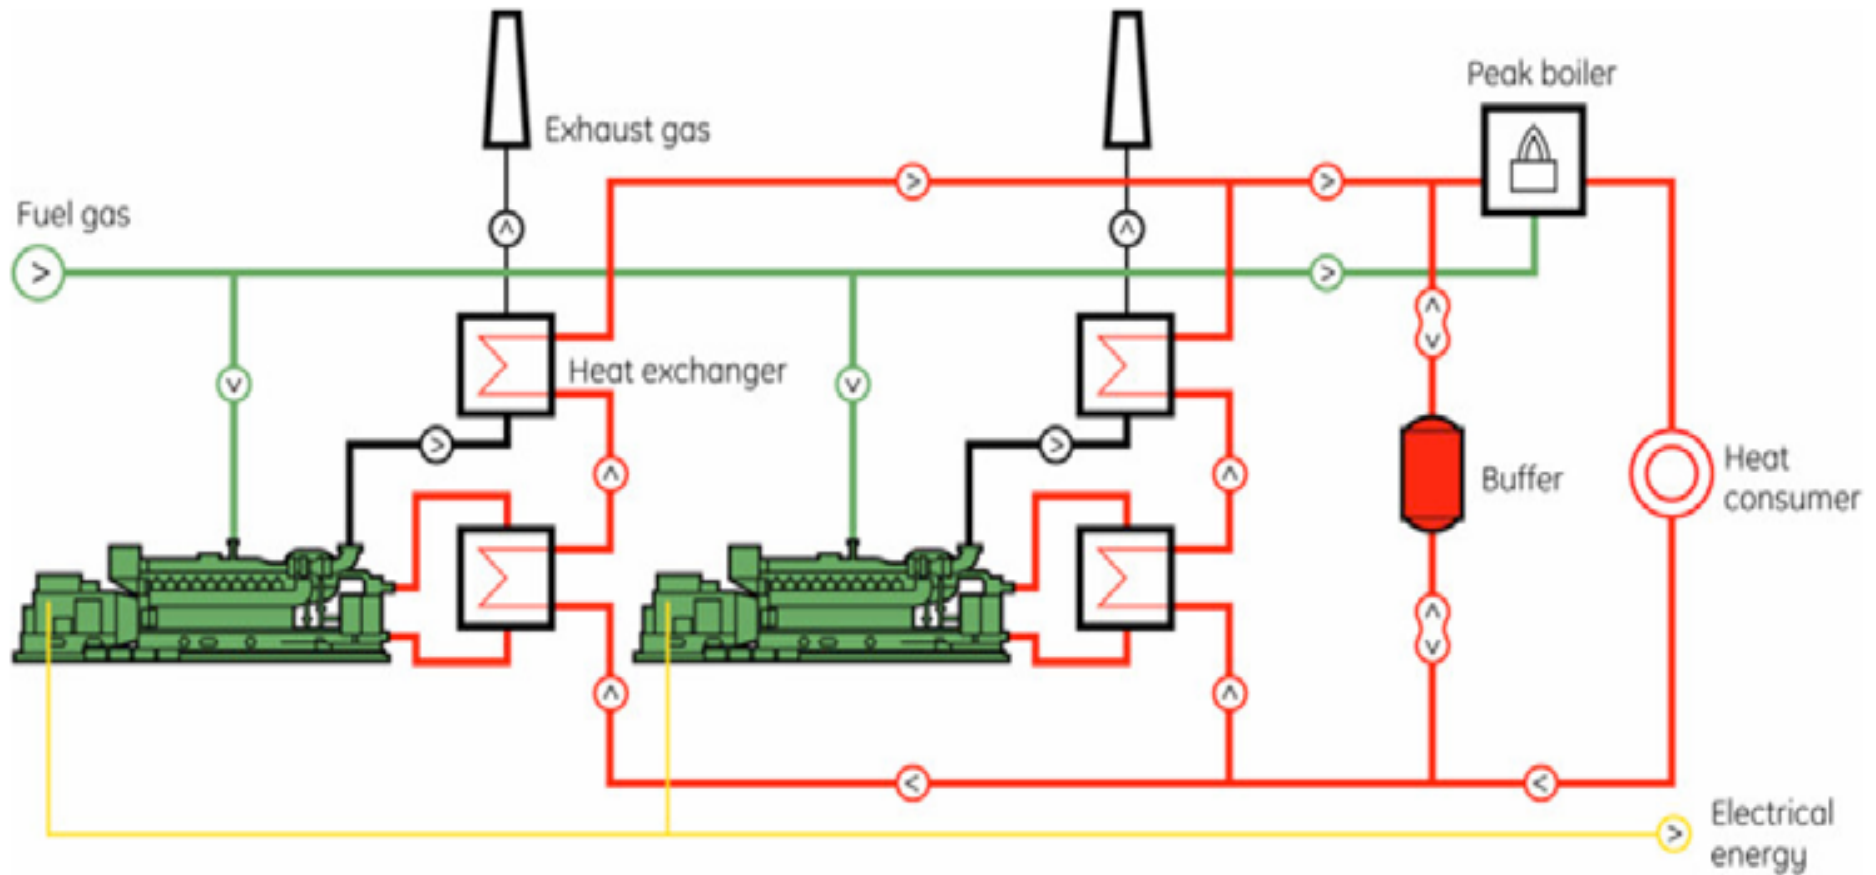 Peak boiler
Exhaust gas
Fuel gas
Heat exchanger
Buffer
Heat
consumer
Electrical
energy